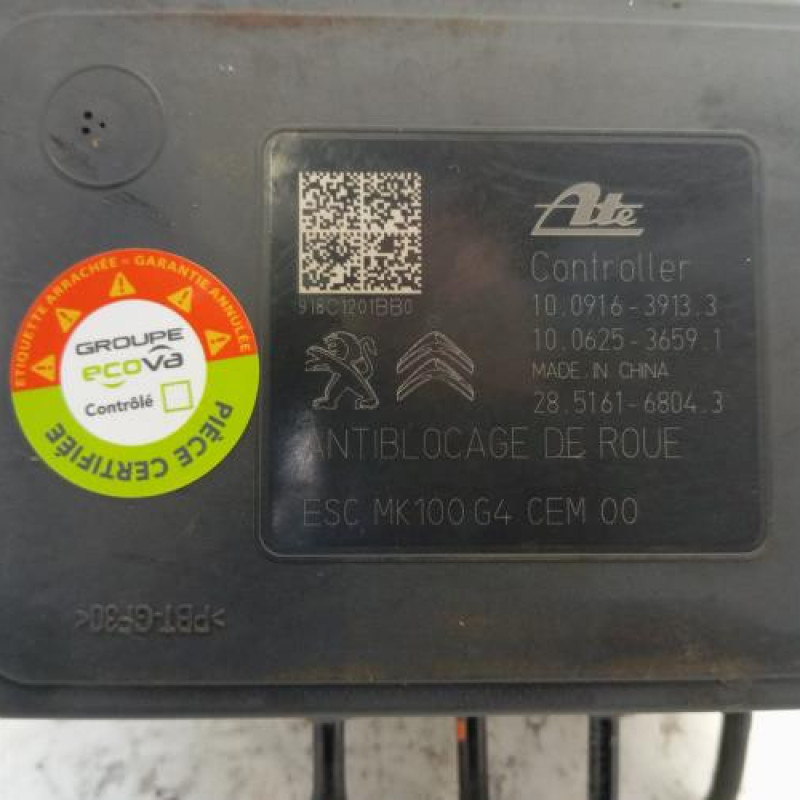 ÉTIQUETTE ARRACHÉE - GARANTIE ANNULÉE
GROUPE
ecova
Contrôlé
PIÈCE CERTIFIÉE
918C1201BB0
Ate
Controller
10.0916-3913.3
10.0625-3659.1
MADE IN CHINA
28.5161-6804.3
ANTIBLOCAGE DE ROUE
ESC MK100 G4 CEM 00
>PBT-GF30<